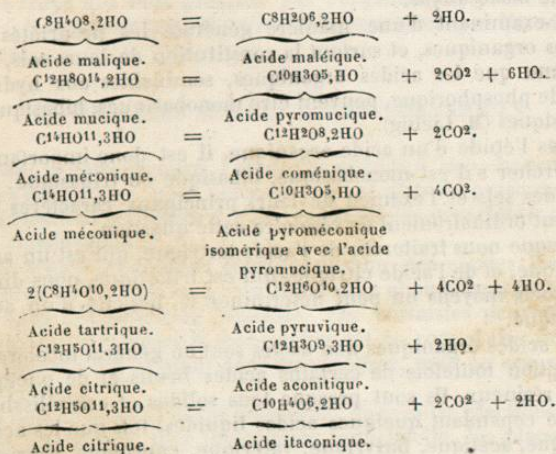 C⁸H⁴O⁸,2HO = C⁸H²O⁶,2HO + 2HO.
Acide malique. Acide maléique.
C¹²H⁸O¹⁴,2HO = C¹⁰H³O⁵,HO + 2CO² + 6HO.
Acide mucique. Acide pyromucique.
C¹⁴HO¹¹,3HO = C¹²H²O⁸,2HO + 2CO².
Acide méconique. Acide coménique.
C¹⁴HO¹¹,3HO = C¹⁰H³O⁵,HO + 4CO².
Acide méconique. Acide pyroméconique
isomérique avec l'acide
pyromucique.
2(C⁸H⁴O¹⁰,2HO) = C¹²H⁶O¹⁰,2HO + 4CO² + 4HO.
Acide tartrique. Acide pyruvique.
C¹²H⁵O¹¹,3HO = C¹²H³O⁹,3HO + 2HO.
Acide citrique. Acide aconitique.
C¹²H⁵O¹¹,3HO = C¹⁰H⁴O⁶,2HO + 2CO² + 2HO.
Acide citrique. Acide itaconique.